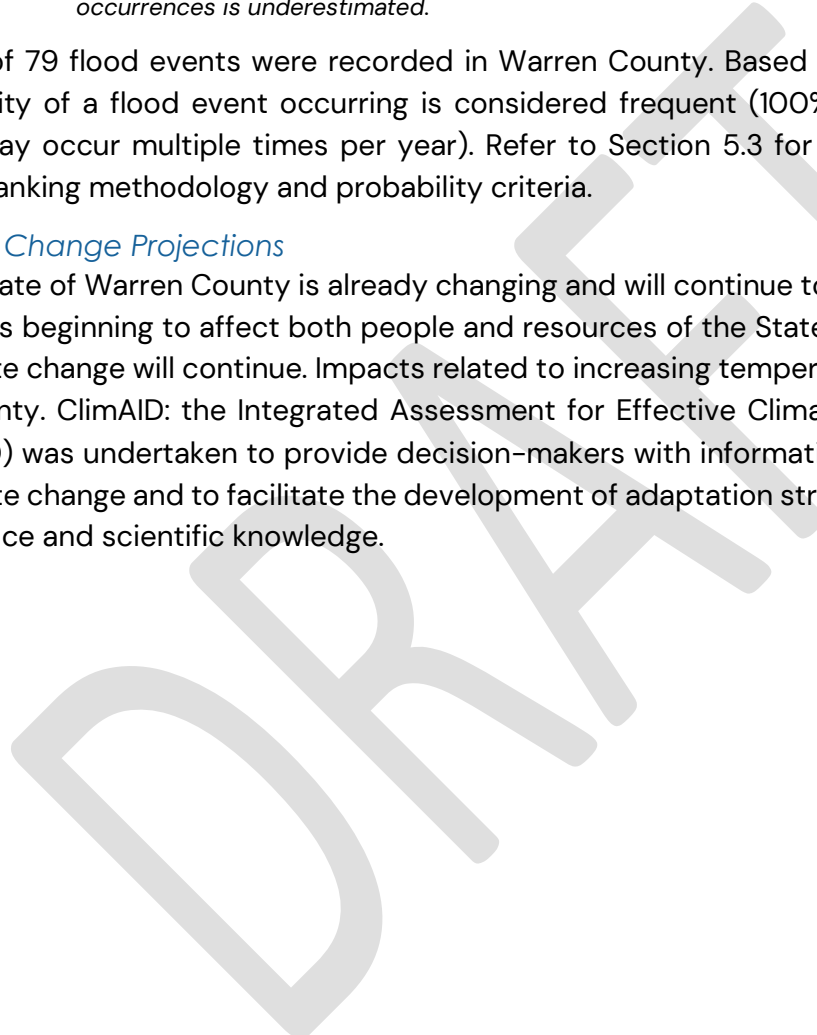 occurrences is underestimated.
of 79 flood events were recorded in Warren County. Based
ity of a flood event occurring is considered frequent (100%
ay occur multiple times per year). Refer to Section 5.3 for
anking methodology and probability criteria.
Change Projections
ate of Warren County is already changing and will continue to
s beginning to affect both people and resources of the State
te change will continue. Impacts related to increasing temper
nty. ClimAID: the Integrated Assessment for Effective Clima
) was undertaken to provide decision-makers with informati
te change and to facilitate the development of adaptation str
ce and scientific knowledge.
DRAFT